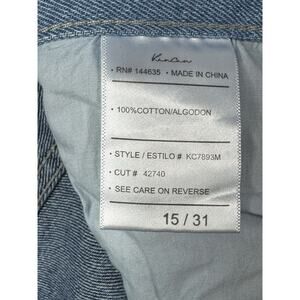 KanCan
• RN# 144635 • MADE IN CHINA
• 100%COTTON/ALGODON
• STYLE / ESTILO # KC7893M
• CUT # 42740
• SEE CARE ON REVERSE
15 / 31